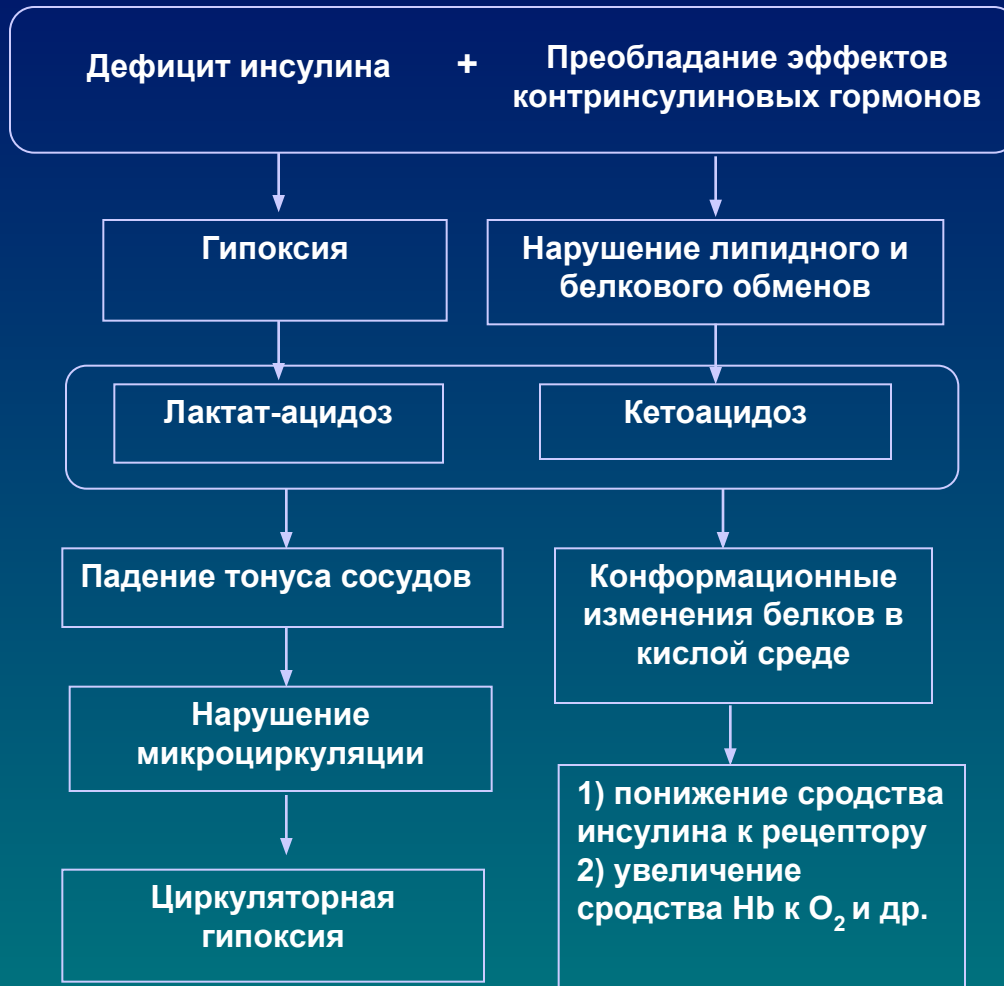 Дефицит инсулина + Преобладание эффектов
контринсулиновых гормонов
Гипоксия
Нарушение липидного и
белкового обменов
Лактат-ацидоз
Кетоацидоз
Падение тонуса сосудов
Конформационные
изменения белков в
кислой среде
Нарушение
микроциркуляции
1) понижение сродства
инсулина к рецептору
2) увеличение
сродства Hb к O₂ и др.
Циркуляторная
гипоксия